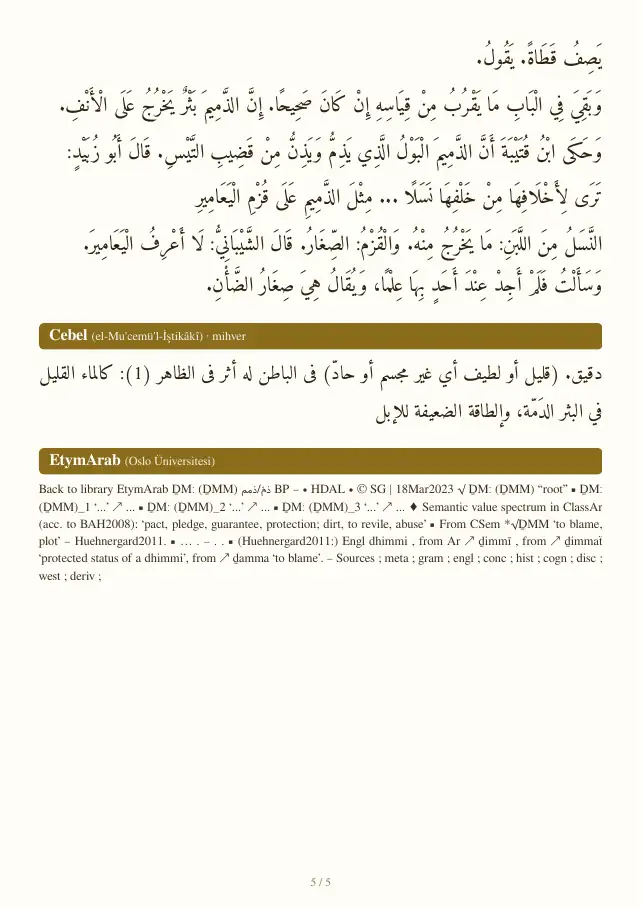 يَصِفُ قَطَاةً. يَقُولُ.
وَبَقِيَ فِي الْبَابِ مَا يَقْرُبُ مِنْ قِيَاسِهِ إِنْ كَانَ صَحِيحًا. إِنَّ الذَّمِيمَ بَثْرٌ يَخْرُجُ عَلَى الْأَنْفِ.
وَحَكَى ابْنُ قُتَيْبَةَ أَنَّ الذَّمِيمَ الْبَوْلُ الَّذِي يَذِمُّ وَيَذِنُّ مِنْ قَضِيبِ التَّيْسِ. قَالَ أَبُو زُبَيْدٍ:
تَرَى لِأَخْلَافِهَا مِنْ خَلْفِهَا نَسَلًا ... مِثْلَ الذَّمِيمِ عَلَى قُزْمِ الْيَعَامِيرِ
النَّسَلُ مِنَ اللَّبَنِ: مَا يَخْرُجُ مِنْهُ. وَالْقُزْمُ: الصِّغَارُ. قَالَ الشَّيْبَانِيُّ: لَا أَعْرِفُ الْيَعَامِيرَ.
وَسَأَلْتُ فَلَمْ أَجِدْ عِنْدَ أَحَدٍ بِهَا عِلْمًا، وَيُقَالُ هِيَ صِغَارُ الضَّأْنِ.
Cebel (el-Mu'cemü'l-İştikâkî) · mihver
دقيق. (قليل أو لطيف أي غير مجسم أو حادّ) فى الباطن له أثر فى الظاهر (1): كالماء القليل
في البئر الدَمّة، وإلطاقة الضعيفة للإبل
EtymArab (Oslo Üniversitesi)
Back to library EtymArab ḎM: (ḎMM) ذمّ/ذمم BP – • HDAL • © SG | 18Mar2023 √ ḎM: (ḎMM) “root” ▪ ḎM:
(ḎMM)_1 ‘...’ ↗ ... ▪ ḎM: (ḎMM)_2 ‘...’ ↗ ... ▪ ḎM: (ḎMM)_3 ‘...’ ↗ ... ♦ Semantic value spectrum in ClassAr
(acc. to BAH2008): ‘pact, pledge, guarantee, protection; dirt, to revile, abuse’ ▪ From CSem *√ḎMM ‘to blame,
plot’ – Huehnergard2011. ▪ … . – . . ▪ (Huehnergard2011:) Engl dhimmi , from Ar ↗ ḏimmī , from ↗ ḏimmaẗ
‘protected status of a dhimmi’, from ↗ ḏamma ‘to blame’. – Sources ; meta ; gram ; engl ; conc ; hist ; cogn ; disc ;
west ; deriv ;
5 / 5